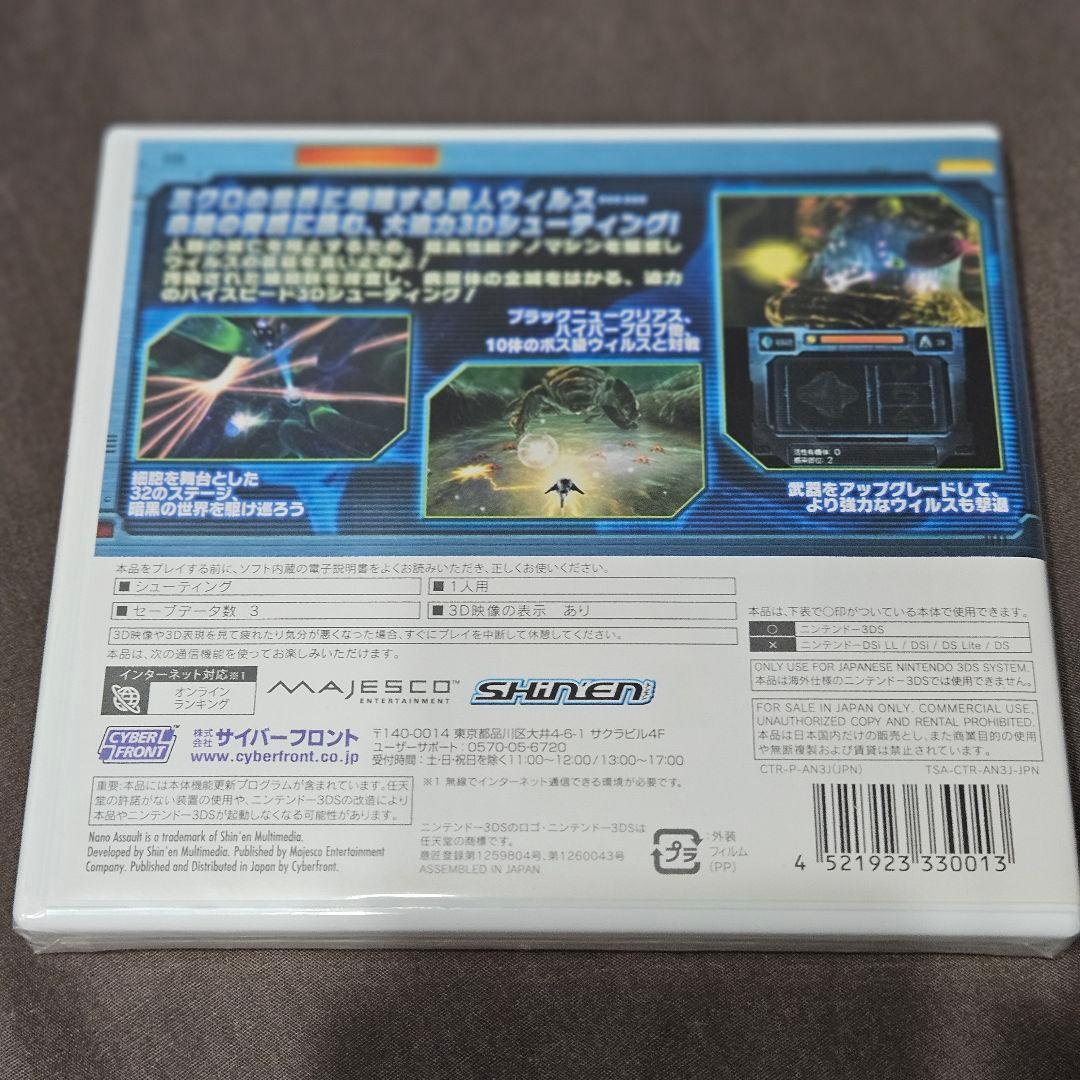 ミクロの世界に増殖する殺人ウィルス……
未知の脅威に挑む、大迫力3Dシューティング!
ウィルスの根絶を食い止めよ!
汚染された細胞群を探査し、病原体の全滅をはかる、迫力
のハイスピード3Dシューティング!
ブラックニュークリアス、
ハイパープローブ他、
10体のボス級ウィルスと対戦
細胞を舞台とした
32のステージ、
暗黒の世界を駆け巡ろう
活性有機体: 0
感染部位: 2
武器をアップグレードして、
より強力なウィルスも撃退
本品をプレイする前に、ソフト内蔵の電子説明書をよくお読みいただき、正しくお使いください。
■ シューティング
■ 1人用
■ セーブデータ数 3
■ 3D映像の表示 あり
3D映像や3D表現を見て疲れたり気分が悪くなった場合、すぐにプレイを中断して休憩してください。
本品は、次の通信機能を使ってお楽しみいただけます。
インターネット対応※1
オンライン
ランキング
MAJESCO™
ENTERTAINMENT
SHIN'EN
CYBER FRONT™
株式会社 サイバーフロント
www.cyberfront.co.jp
〒140-0014 東京都品川区大井4-6-1 サクラビル4F
ユーザーサポート:0570-05-6720
受付時間:土・日・祝日を除く11:00~12:00/13:00~17:00
※1 無線でインターネット通信できる環境が必要です。
重要:本品には本体機能更新プログラムが含まれています。任天
堂の許諾がない装置の使用や、ニンテンドー3DSの改造により
本品やニンテンドー3DSが起動しなくなる可能性があります。
Nano Assault is a trademark of Shin'en Multimedia.
Developed by Shin'en Multimedia. Published by Majesco Entertainment
Company. Published and Distributed in Japan by Cyberfront.
ニンテンドー3DSのロゴ・ニンテンドー3DSは
任天堂の商標です。
意匠登録第1259804号、第1260043号
ASSEMBLED IN JAPAN
プラ
:外装
フィルム
(PP)
本品は、下表で○印がついている本体で使用できます。
○ ニンテンドー3DS
× ニンテンドーDSi LL / DSi / DS Lite / DS
ONLY USE FOR JAPANESE NINTENDO 3DS SYSTEM.
本品は海外仕様のニンテンドー3DSでは使用できません。
FOR SALE IN JAPAN ONLY. COMMERCIAL USE,
UNAUTHORIZED COPY AND RENTAL PROHIBITED.
本品は日本国内だけの販売とし、また商業目的の使用
や無断複製および賃貸は禁止されています。
CTR-P-AN3J(JPN)
TSA-CTR-AN3J-JPN
4 521923 330013